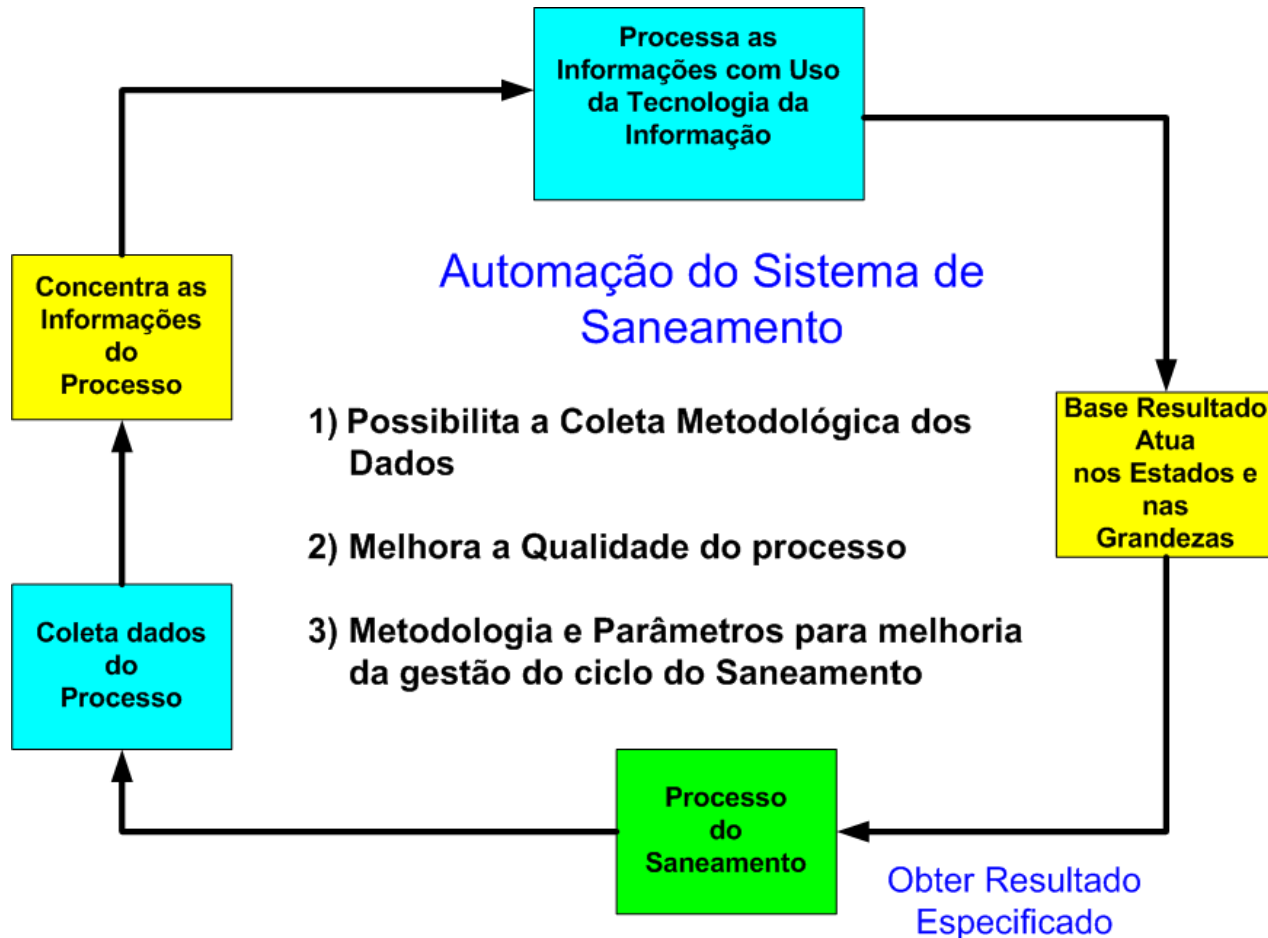 Processa as
Informações com Uso
da Tecnologia da
Informação
Automação do Sistema de
Saneamento
Concentra as
Informações
do
Processo
1) Possibilita a Coleta Metodológica dos
Dados
2) Melhora a Qualidade do processo
3) Metodologia e Parâmetros para melhoria
da gestão do ciclo do Saneamento
Base Resultado
Atua
nos Estados e
nas
Grandezas
Coleta dados
do
Processo
Processo
do
Saneamento
Obter Resultado
Especificado